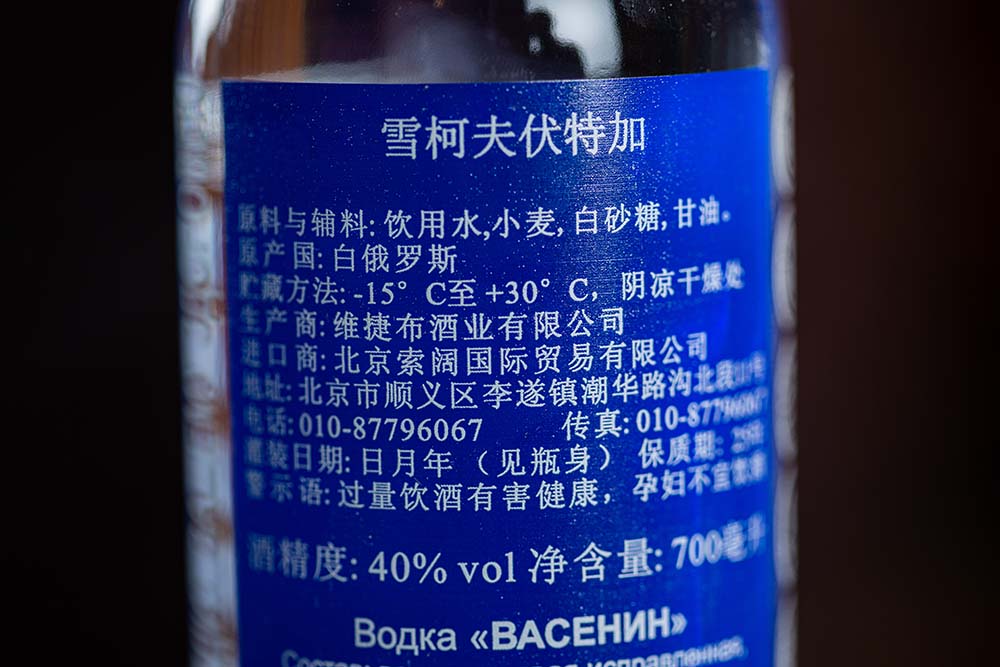 雪柯夫伏特加
原料与辅料: 饮用水,小麦,白砂糖,甘油。
原产国: 白俄罗斯
贮藏方法: -15° C至 +30° C，阴凉干燥处
生产商: 维捷布酒业有限公司
进口商: 北京索阔国际贸易有限公司
地址: 北京市顺义区李遂镇潮华路沟北段
电话: 010-87796067 传真: 010-87796067
灌装日期: 日月年（见瓶身） 保质期:
警示语: 过量饮酒有害健康，孕妇不宜
酒精度: 40% vol 净含量: 700毫升
Водка «ВАСЕНИН»
исправленная,